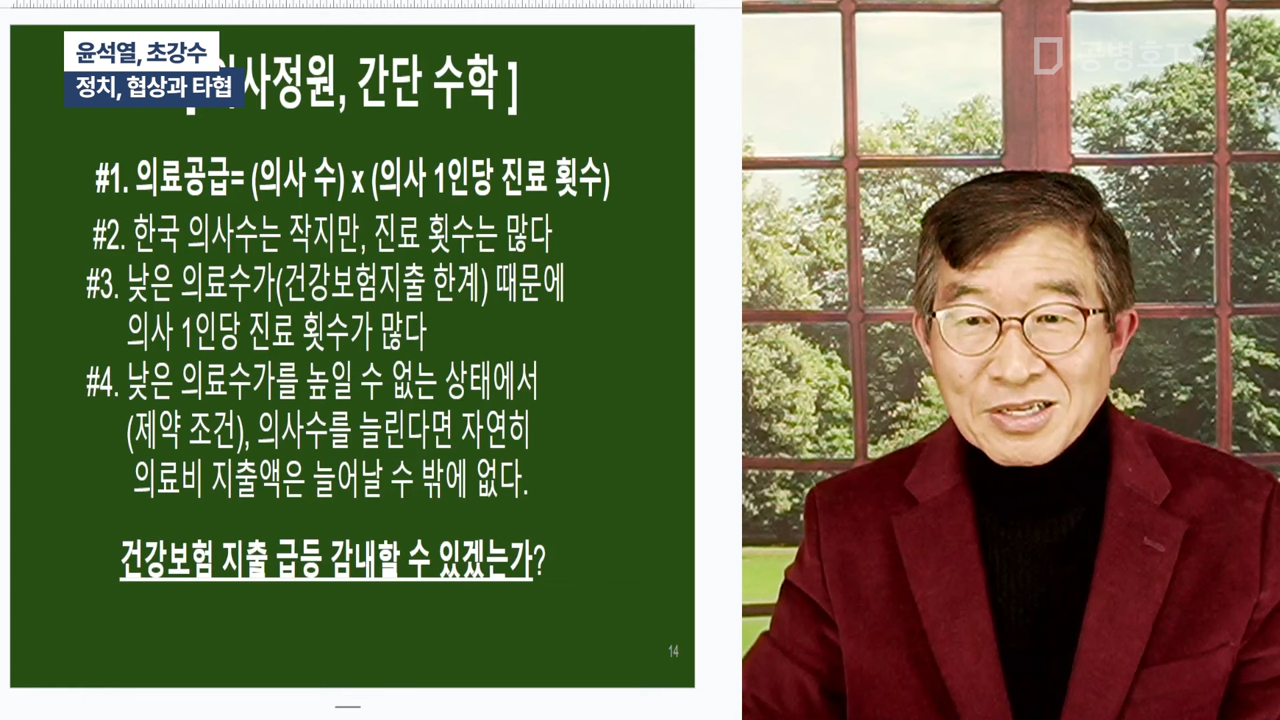 윤석열, 초강수
정치, 협상과 타협
사정원, 간단 수학 ]
#1. 의료공급= (의사 수) x (의사 1인당 진료 횟수)
#2. 한국 의사수는 작지만, 진료 횟수는 많다
#3. 낮은 의료수가(건강보험지출 한계) 때문에
의사 1인당 진료 횟수가 많다
#4. 낮은 의료수가를 높일 수 없는 상태에서
(제약 조건), 의사수를 늘린다면 자연히
의료비 지출액은 늘어날 수 밖에 없다.
건강보험 지출 급등 감내할 수 있겠는가?
14
공병호TV